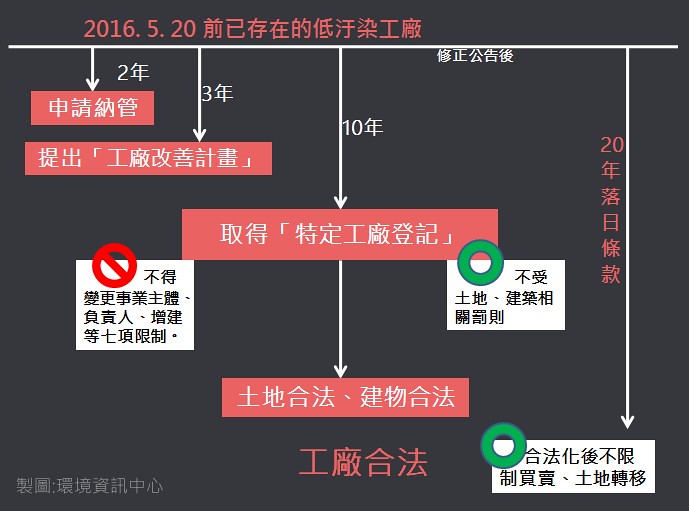 2016. 5. 20 前已存在的低汙染工廠
修正公告後
2年
申請納管
3年
提出「工廠改善計畫」
10年
20年落日條款
取得「特定工廠登記」
不得
變更事業主體、
負責人、增建
等七項限制。
不受
土地、建築相
關罰則
土地合法、建物合法
工廠合法
合法化後不限
制買賣、土地轉移
製圖:環境資訊中心